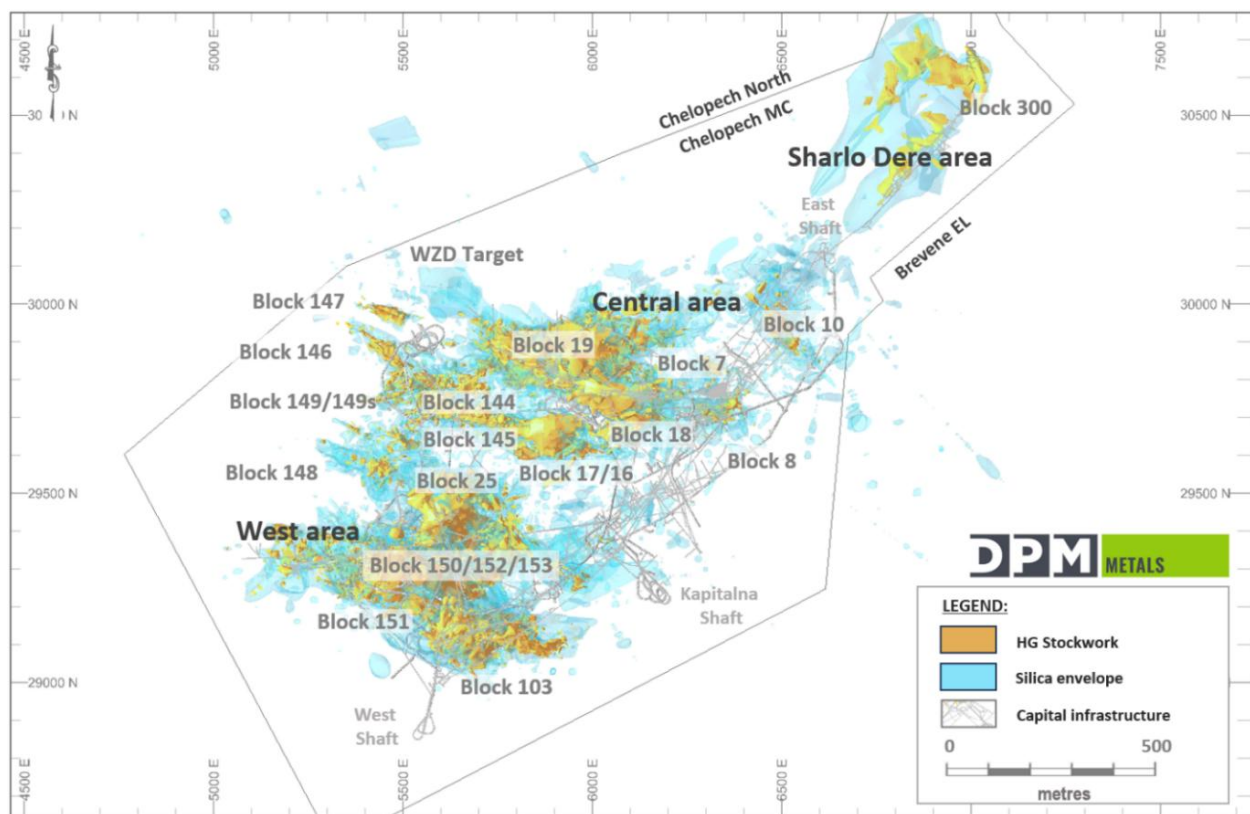 4500 E
5000 E
5500 E
6000 E
6500 E
7500 E
Chelopech North
Chelopech MC
Block 300
30500 N
Sharlo Dere area
East
Shaft
Brevene EL
WZD Target
30000 N
Block 147
Central area
30000 N
Block 10
Block 146
Block 19
Block 7
Block 149/149s
Block 144
Block 145
Block 18
Block 148
Block 17/16
Block 8
Block 25
29500 N
29500 N
West area
Block 150/152/153
DPM METALS
Kapitalna
Shaft
Block 151
LEGEND:
HG Stockwork
Silica envelope
Capital infrastructure
29000 N
Block 103
West
Shaft
0 500
metres
4500 E
5000 E
5500 E
6000 E
6500 E